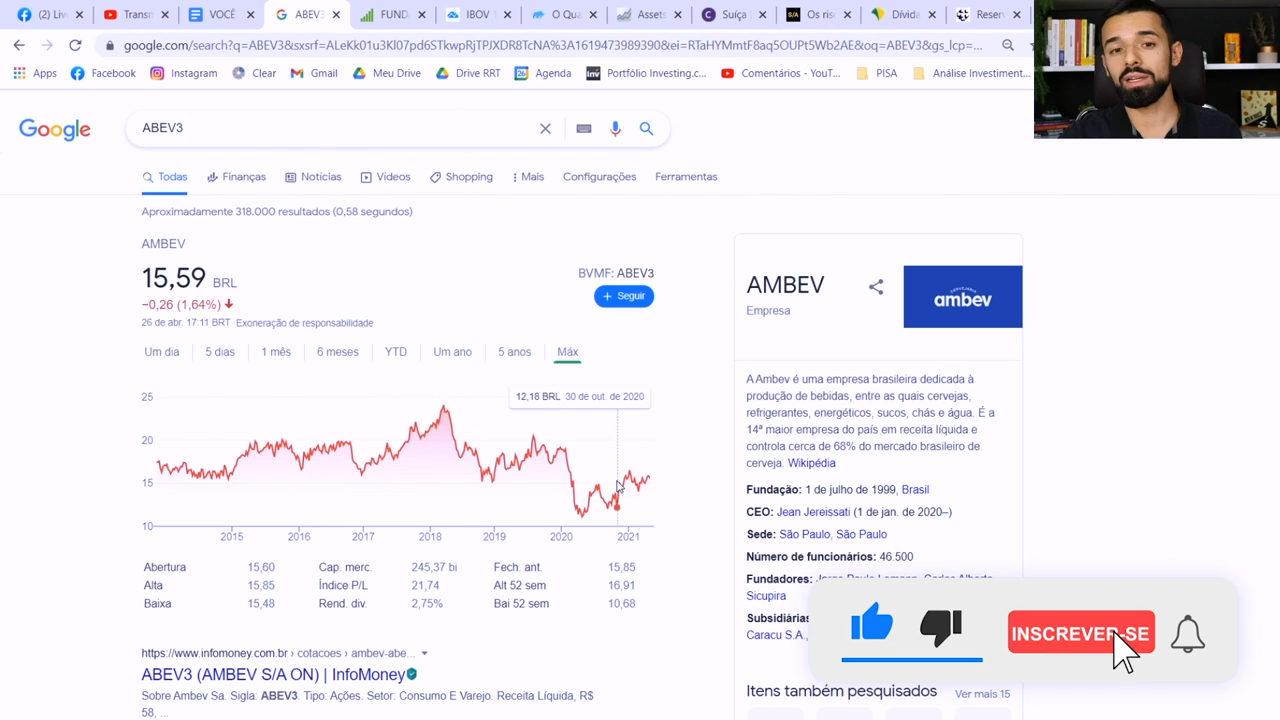 Live
Transm
VOCÊ
ABEV3
FUND
IBOV T
O Qua
Assets
Suíça
S/A
Os ris
Dívida
Reserv
google.com/search?q=ABEV3&sxsrf=
Apps
Facebook
Instagram
Clear
Gmail
Meu Drive
Drive RRT
Agenda
Inv
Portfólio Investing.c...
Comentários - YouT...
PISA
Análise Investiment...
Google
ABEV3
Todas
Finanças
Notícias
Vídeos
Shopping
Mais
Configurações
Ferramentas
Aproximadamente 318.000 resultados (0,58 segundos)
AMBEV
15,59 BRL
BVMF: ABEV3
−0,26 (1,64%)
+ Seguir
26 de abr. 17:11 BRT · Exoneração de responsabilidade
Um dia
5 dias
1 mês
6 meses
YTD
Um ano
5 anos
Máx
12,18 BRL 30 de out. de 2020
25
20
15
10
2015 2016 2017 2018 2019 2020 2021
Abertura 15,60 Cap. merc. 245,37 bi Fech. ant. 15,85
Alta 15,85 Índice P/L 21,74 Alt 52 sem 16,91
Baixa 15,48 Rend. div. 2,75% Bai 52 sem 10,68
https://www.infomoney.com.br › cotacoes › ambev-abe...
ABEV3 (AMBEV S/A ON) | InfoMoney
Sobre Ambev Sa. Sigla: ABEV3. Tipo: Ações. Setor: Consumo E Varejo. Receita Líquida, R$
58, ...
AMBEV
Empresa
CERVEJARIA
ambev
A Ambev é uma empresa brasileira dedicada à
produção de bebidas, entre as quais cervejas,
refrigerantes, energéticos, sucos, chás e água. É a
14ª maior empresa do país em receita líquida e
controla cerca de 68% do mercado brasileiro de
cerveja. Wikipédia
Fundação: 1 de julho de 1999, Brasil
CEO: Jean Jereissati (1 de jan. de 2020–)
Sede: São Paulo, São Paulo
Número de funcionários: 46.500
Fundadores: Jorge Paulo Lemann, Carlos Alberto
Sicupira
Subsidiárias
Caracu S.A.,
INSCREVER-SE
Itens também pesquisados
Ver mais 15